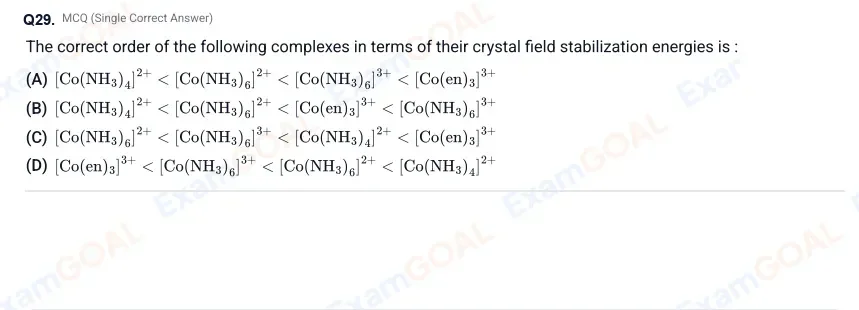 Q29. MCQ (Single Correct Answer)
The correct order of the following complexes in terms of their crystal field stabilization energies is :
(A) [Co(NH₃)₄]²⁺ < [Co(NH₃)₆]²⁺ < [Co(NH₃)₆]³⁺ < [Co(en)₃]³⁺
(B) [Co(NH₃)₄]²⁺ < [Co(NH₃)₆]²⁺ < [Co(en)₃]³⁺ < [Co(NH₃)₆]³⁺
(C) [Co(NH₃)₆]²⁺ < [Co(NH₃)₆]³⁺ < [Co(NH₃)₄]²⁺ < [Co(en)₃]³⁺
(D) [Co(en)₃]³⁺ < [Co(NH₃)₆]³⁺ < [Co(NH₃)₆]²⁺ < [Co(NH₃)₄]²⁺
ExamGOAL